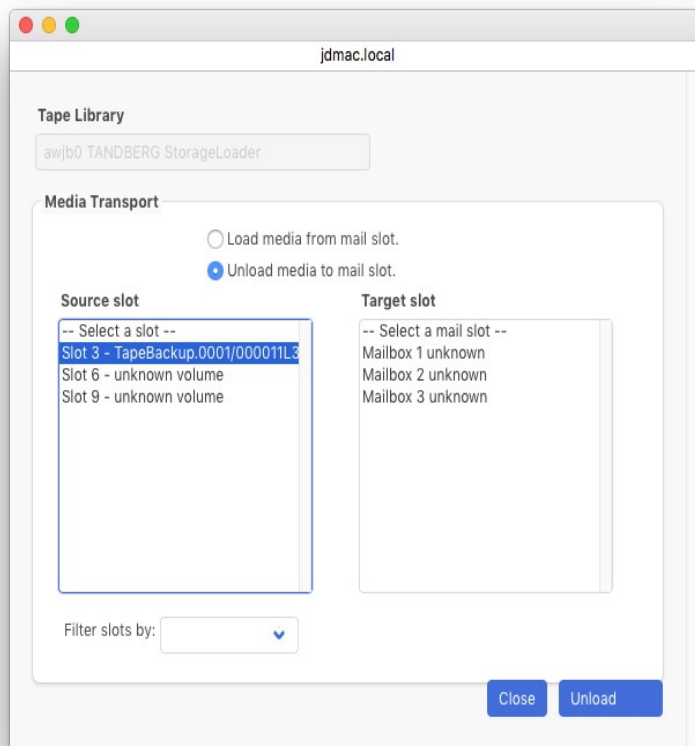 jdmac.local
Tape Library
awjb0 TANDBERG StorageLoader
Media Transport
Load media from mail slot.
Unload media to mail slot.
Source slot
-- Select a slot --
Slot 3 - TapeBackup.0001/000011L3
Slot 6 - unknown volume
Slot 9 - unknown volume
Target slot
-- Select a mail slot --
Mailbox 1 unknown
Mailbox 2 unknown
Mailbox 3 unknown
Filter slots by:
Close
Unload